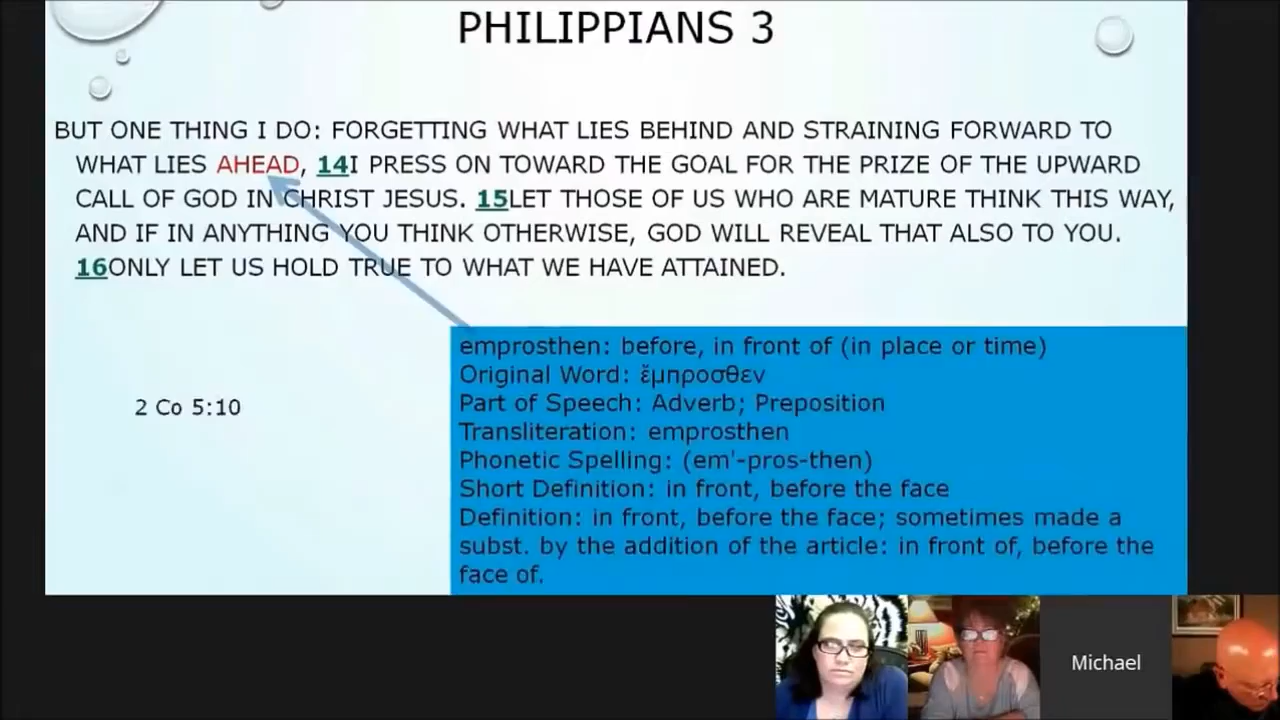 PHILIPPIANS 3
BUT ONE THING I DO: FORGETTING WHAT LIES BEHIND AND STRAINING FORWARD TO
WHAT LIES AHEAD, 14I PRESS ON TOWARD THE GOAL FOR THE PRIZE OF THE UPWARD
CALL OF GOD IN CHRIST JESUS. 15LET THOSE OF US WHO ARE MATURE THINK THIS WAY,
AND IF IN ANYTHING YOU THINK OTHERWISE, GOD WILL REVEAL THAT ALSO TO YOU.
16ONLY LET US HOLD TRUE TO WHAT WE HAVE ATTAINED.
emprosthen: before, in front of (in place or time)
Original Word: ἔμπροσθεν
Part of Speech: Adverb; Preposition
Transliteration: emprosthen
Phonetic Spelling: (em'-pros-then)
Short Definition: in front, before the face
Definition: in front, before the face; sometimes made a
subst. by the addition of the article: in front of, before the
face of.
2 Co 5:10
Michael